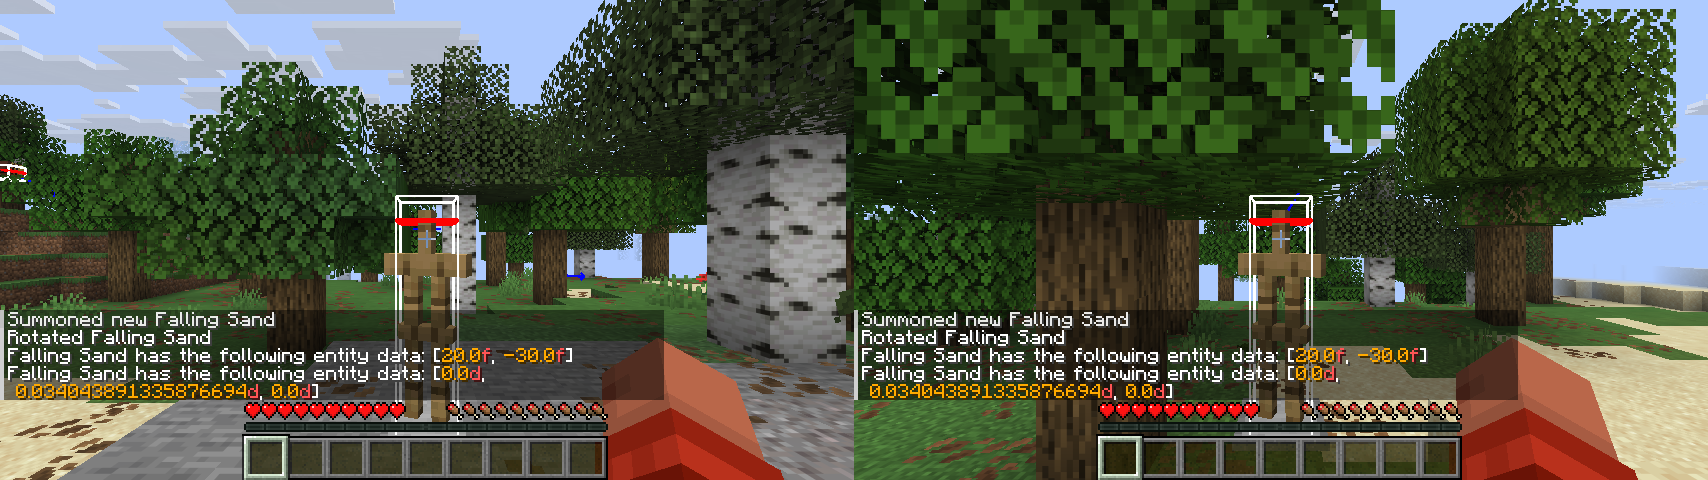 Summoned new Falling Sand
Rotated Falling Sand
Falling Sand has the following entity data: [20.0f, -30.0f]
Falling Sand has the following entity data: [0.0d,
0.0340438913358766​94d, 0.0d]
Summoned new Falling Sand
Rotated Falling Sand
Falling Sand has the following entity data: [20.0f, -30.0f]
Falling Sand has the following entity data: [0.0d,
0.034043891335876694d, 0.0d]